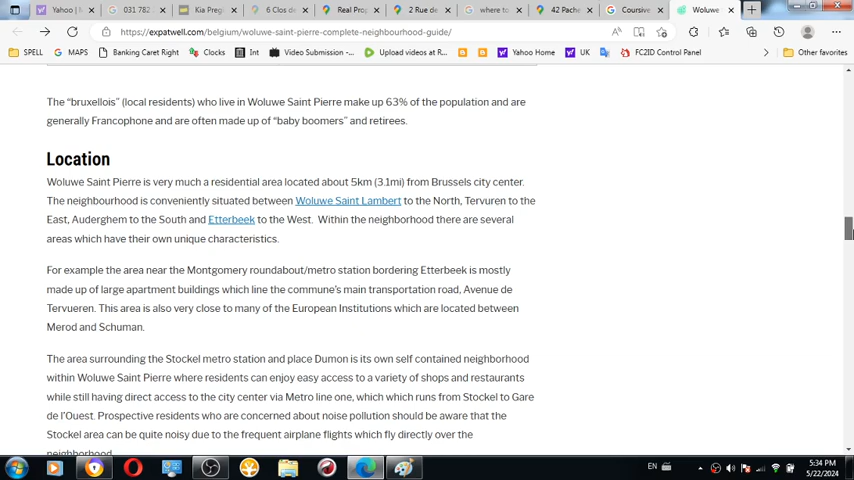 Yahoo |
031 782
Kia Preg
6 Clos de
Real Pro
2 Rue de
where to
42 Pache
Coursive
Woluwe
https://expatwell.com/belgium/woluwe-saint-pierre-complete-neighbourhood-guide/
SPELL
MAPS
Banking Caret Right
Clocks
Int
Video Submission -...
Upload videos at R...
Yahoo Home
UK
FC2ID Control Pan...
Other favorites
The “bruxellois” (local residents) who live in Woluwe Saint Pierre make up 63% of the population and are
generally Francophone and are often made up of “baby boomers” and retirees.
Location
Woluwe Saint Pierre is very much a residential area located about 5km (3.1mi) from Brussels city center.
The neighbourhood is conveniently situated between Woluwe Saint Lambert to the North, Tervuren to the
East, Auderghem to the South and Etterbeek to the West. Within the neighborhood there are several
areas which have their own unique characteristics.
For example the area near the Montgomery roundabout/metro station bordering Etterbeek is mostly
made up of large apartment buildings which line the commune’s main transportation road, Avenue de
Tervueren. This area is also very close to many of the European Institutions which are located between
Merod and Schuman.
The area surrounding the Stockel metro station and place Dumon is its own self contained neighborhood
within Woluwe Saint Pierre where residents can enjoy easy access to a variety of shops and restaurants
while still having direct access to the city center via Metro line one, which which runs from Stockel to Gare
de l’Ouest. Prospective residents who are concerned about noise pollution should be aware that the
Stockel area can be quite noisy due to the frequent airplane flights which fly directly over the
neighborhood.
EN
5:34 PM
5/22/2024